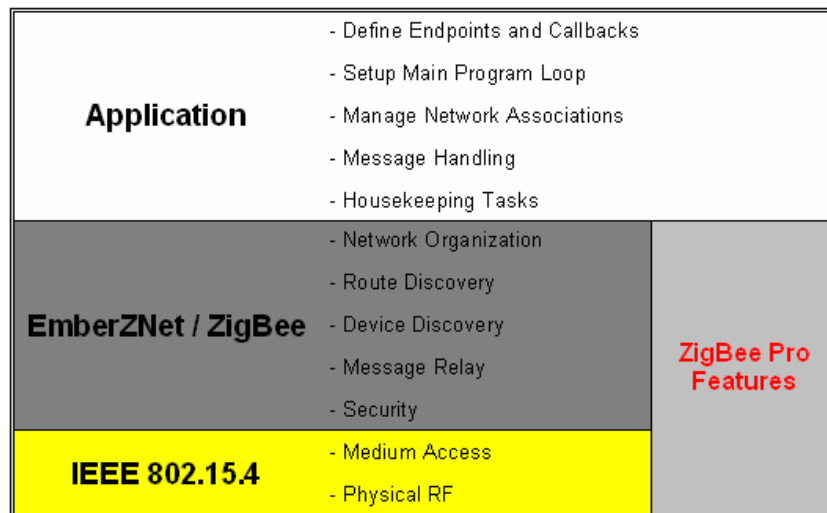 Application
- Define Endpoints and Callbacks
- Setup Main Program Loop
- Manage Network Associations
- Message Handling
- Housekeeping Tasks
EmberZNet / ZigBee
- Network Organization
- Route Discovery
- Device Discovery
- Message Relay
- Security
ZigBee Pro
Features
IEEE 802.15.4
- Medium Access
- Physical RF